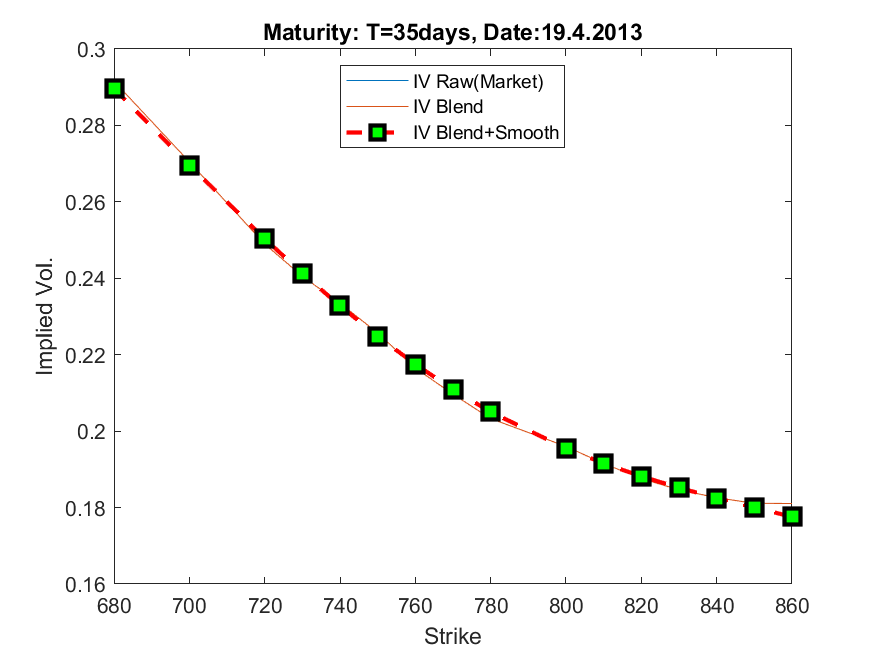 Maturity: T=35days, Date:19.4.2013
0.3
0.28
0.26
0.24
0.22
0.2
0.18
0.16
Implied Vol.
IV Raw(Market)
IV Blend
IV Blend+Smooth
680 700 720 740 760 780 800 820 840 860
Strike